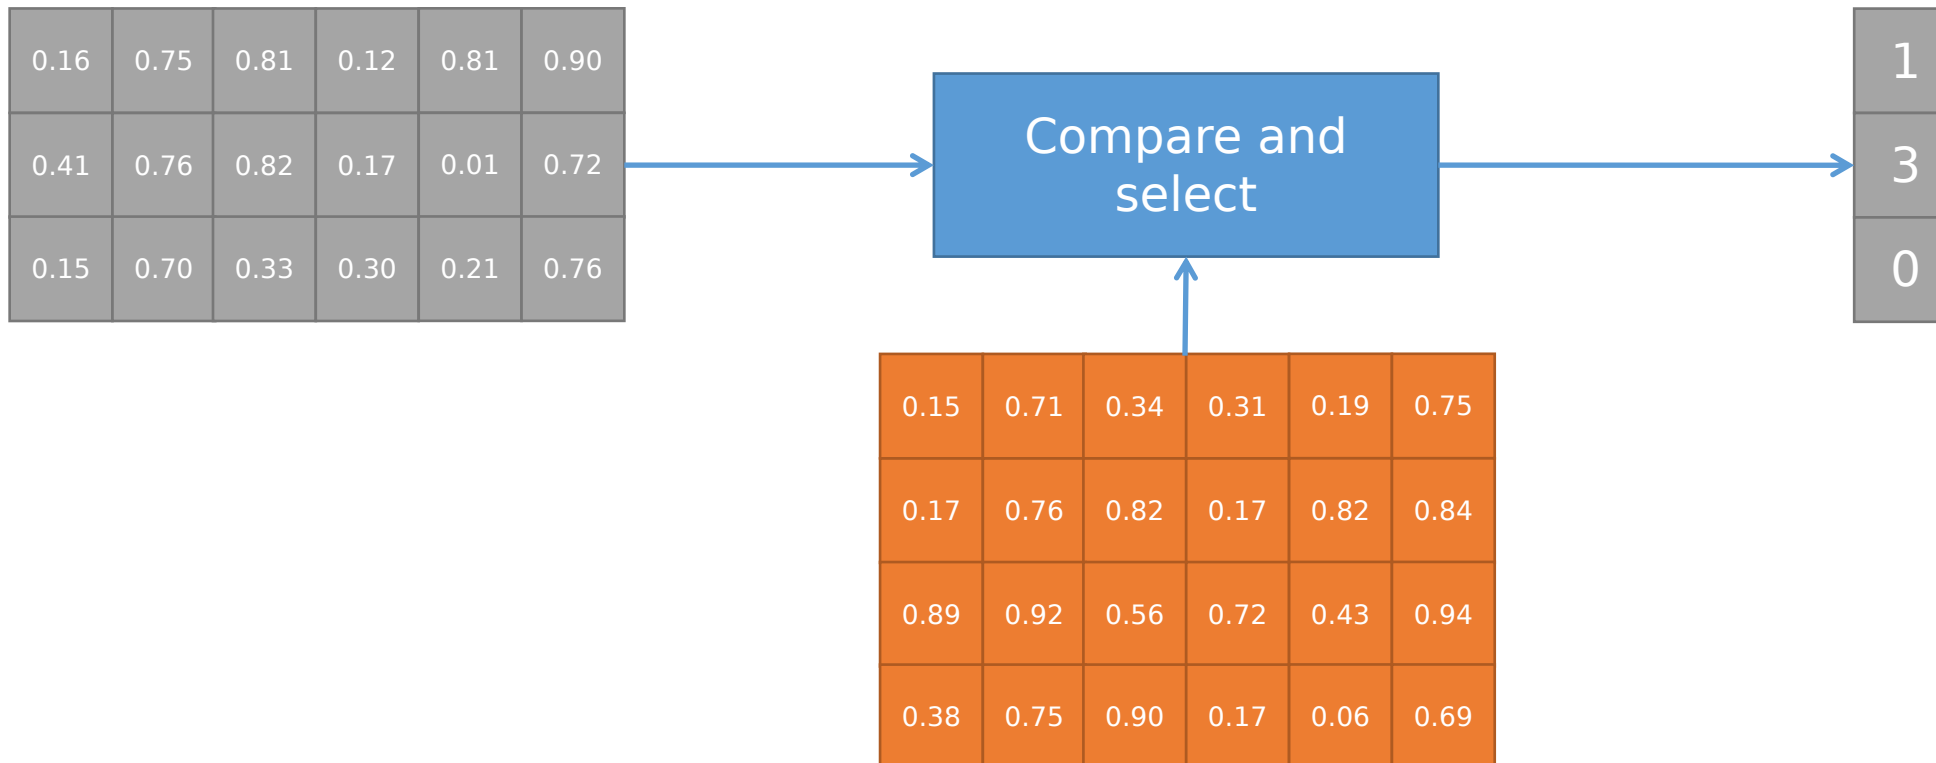 0.16 0.75 0.81 0.12 0.81 0.90
0.41 0.76 0.82 0.17 0.01 0.72
0.15 0.70 0.33 0.30 0.21 0.76
Compare and
select
1
3
0
0.15 0.71 0.34 0.31 0.19 0.75
0.17 0.76 0.82 0.17 0.82 0.84
0.89 0.92 0.56 0.72 0.43 0.94
0.38 0.75 0.90 0.17 0.06 0.69